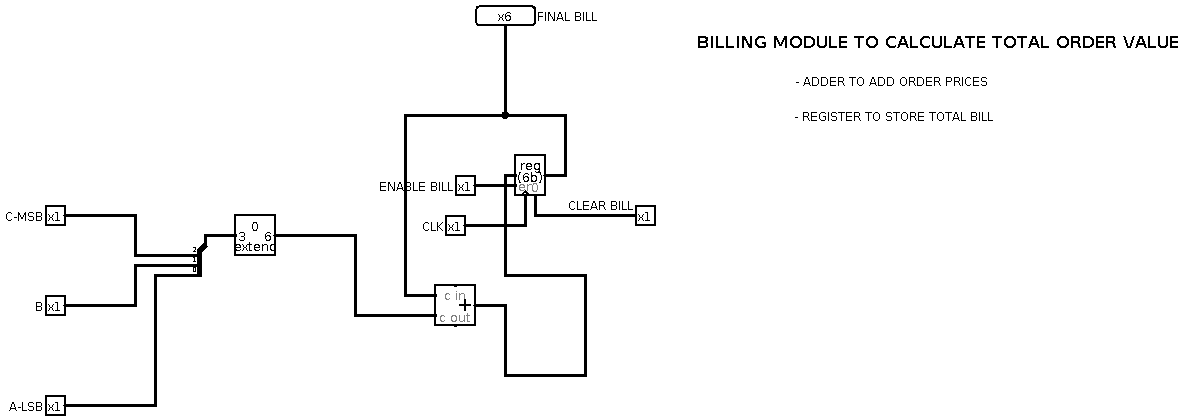 x6 FINAL BILL
BILLING MODULE TO CALCULATE TOTAL ORDER VALUE
- ADDER TO ADD ORDER PRICES
- REGISTER TO STORE TOTAL BILL
reg
(6b)
en0
ENABLE BILL x1
CLEAR BILL x1
CLK x1
C-MSB x1
0
3 6
extend
2
1
0
B x1
c in
+
c out
A-LSB x1